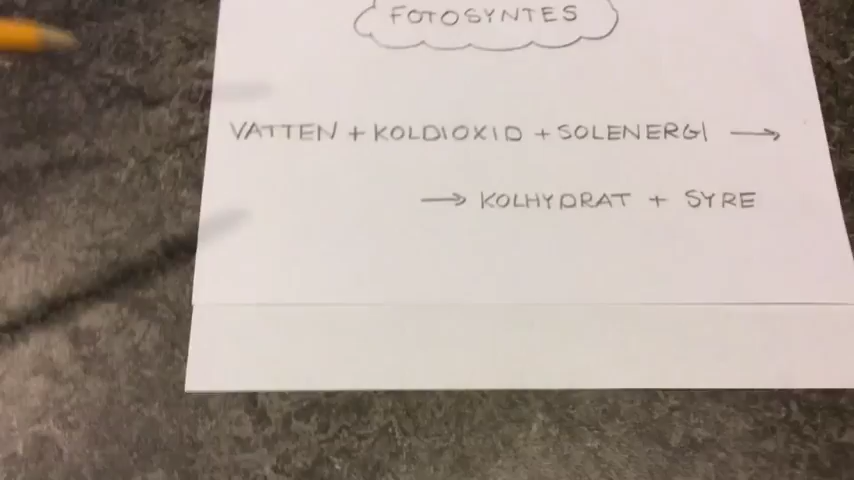 FOTOSYNTES
VATTEN + KOLDIOXID + SOLENERGI →
→ KOLHYDRAT + SYRE